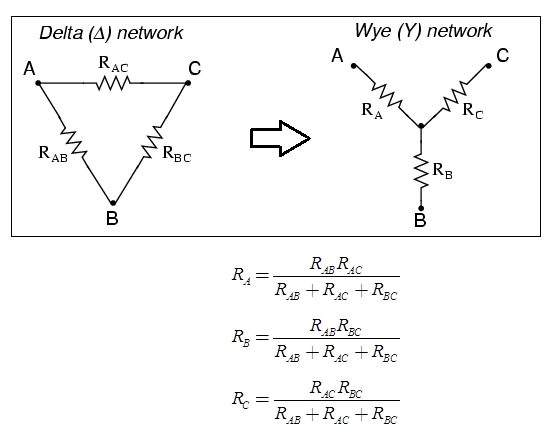 Delta (Δ) network
Wye (Y) network
A
R_AC
C
R_AB
R_BC
B
A
C
R_A
R_C
R_B
B
R_A = R_AB R_AC / (R_AB + R_AC + R_BC)
R_B = R_AB R_BC / (R_AB + R_AC + R_BC)
R_C = R_AC R_BC / (R_AB + R_AC + R_BC)